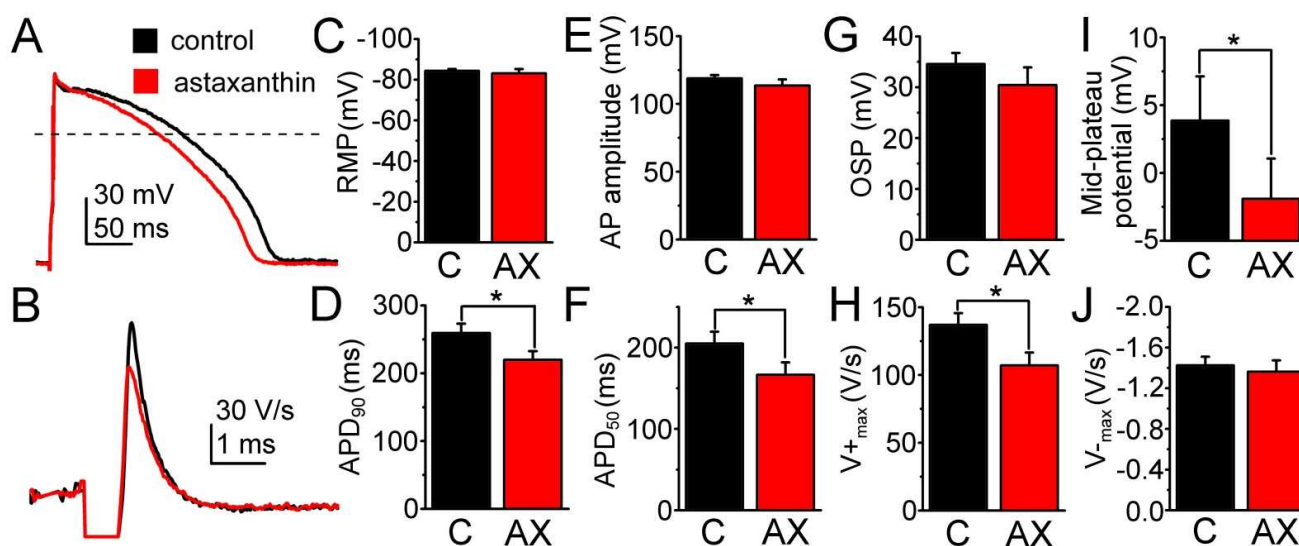 A
control
astaxanthin
30 mV
50 ms
B
30 V/s
1 ms
C
-100
-80
-60
-40
-20
0
RMP (mV)
C AX
D
300
200
100
0
APD90 (ms)
*
C AX
E
150
100
50
0
AP amplitude (mV)
C AX
F
200
100
0
APD50 (ms)
*
C AX
G
40
30
20
10
0
OSP (mV)
C AX
H
150
100
50
0
V+max (V/s)
*
C AX
I
10
5
0
-5
Mid-plateau
potential (mV)
*
C AX
J
-2.0
-1.6
-1.2
-0.8
-0.4
0.0
V-max (V/s)
C AX